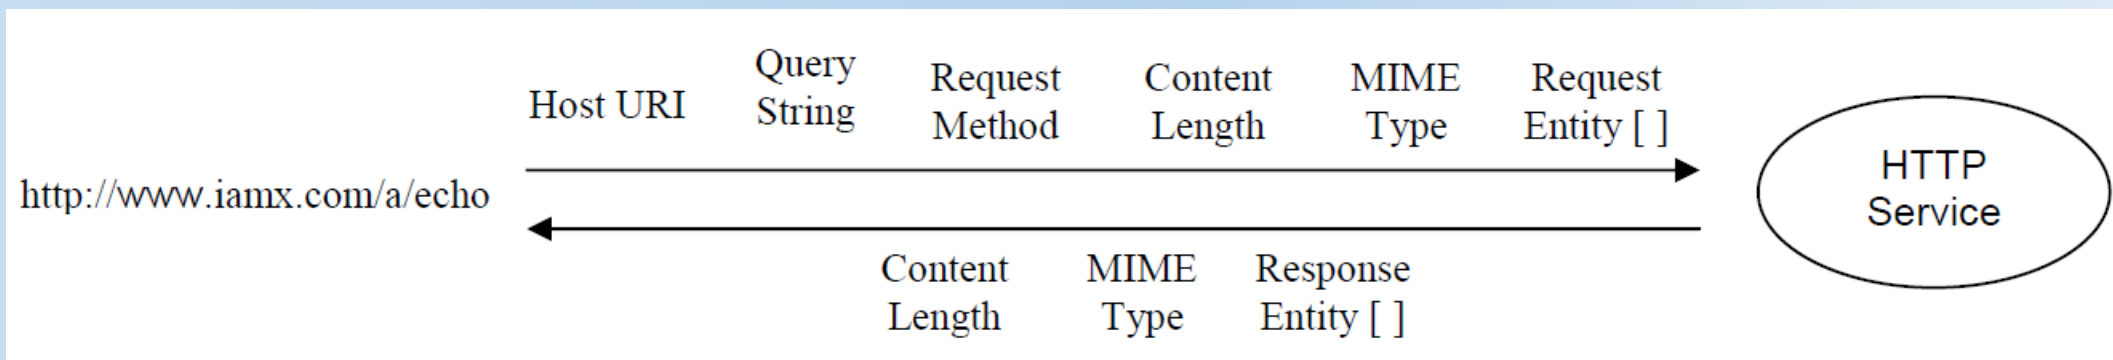 Host URI
Query
String
Request
Method
Content
Length
MIME
Type
Request
Entity [ ]
http://www.iamx.com/a/echo
HTTP
Service
Content
Length
MIME
Type
Response
Entity [ ]